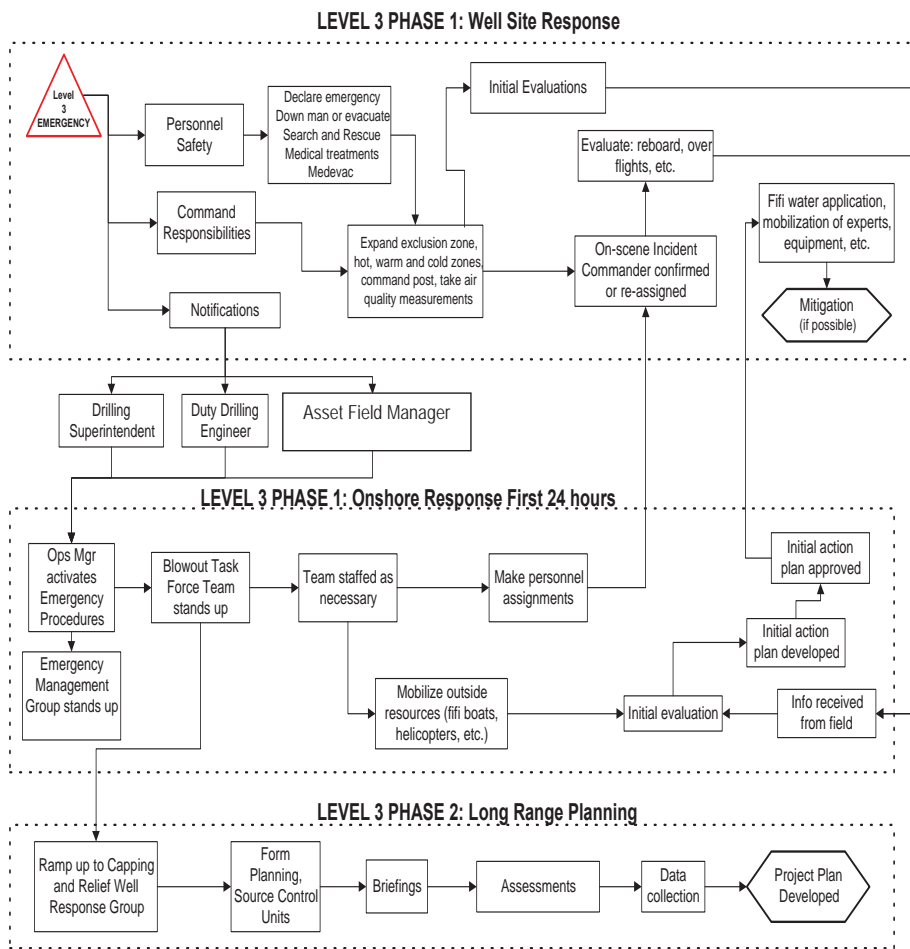 LEVEL 3 PHASE 1: Well Site Response
Level
3
EMERGENCY
Personnel
Safety
Declare emergency
Down man or evacuate
Search and Rescue
Medical treatments
Medevac
Initial Evaluations
Evaluate: reboard, over
flights, etc.
Command
Responsibilities
Expand exclusion zone,
hot, warm and cold zones,
command post, take air
quality measurements
On-scene Incident
Commander confirmed
or re-assigned
Fifi water application,
mobilization of experts,
equipment, etc.
Mitigation
(if possible)
Notifications
Drilling
Superintendent
Duty Drilling
Engineer
Asset Field Manager
LEVEL 3 PHASE 1: Onshore Response First 24 hours
Ops Mgr
activates
Emergency
Procedures
Blowout Task
Force Team
stands up
Team staffed as
necessary
Make personnel
assignments
Initial action
plan approved
Initial action
plan developed
Emergency
Management
Group stands up
Mobilize outside
resources (fifi boats,
helicopters, etc.)
Initial evaluation
Info received
from field
LEVEL 3 PHASE 2: Long Range Planning
Ramp up to Capping
and Relief Well
Response Group
Form
Planning,
Source Control
Units
Briefings
Assessments
Data
collection
Project Plan
Developed